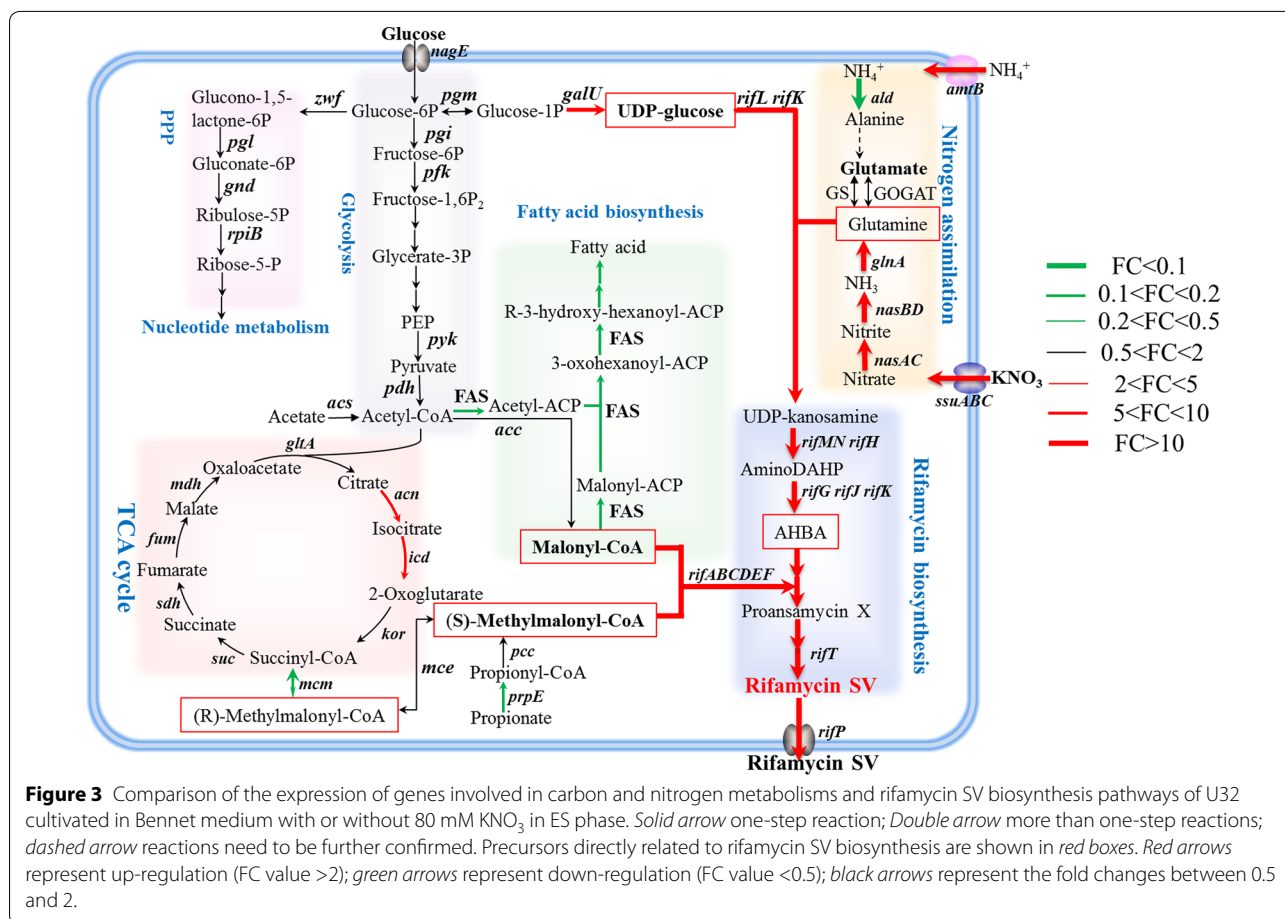 Glucose
nagE
Glucono-1,5-
lactone-6P
zwf
Glucose-6P
pgm
Glucose-1P
galU
UDP-glucose
rifL rifK
NH₄⁺
NH₄⁺
amtB
ald
Alanine
Glutamate
GS
GOGAT
Glutamine
glnA
NH₃
nasBD
Nitrite
nasAC
Nitrate
KNO₃
ssuABC
Nitrogen assimilation
PPP
pgl
Gluconate-6P
gnd
Ribulose-5P
rpiB
Ribose-5-P
Nucleotide metabolism
pgi
Fructose-6P
pfk
Fructose-1,6P₂
Glycerate-3P
PEP
pyk
Pyruvate
pdh
Glycolysis
Acetate
acs
Acetyl-CoA
FAS
Acetyl-ACP
acc
Fatty acid biosynthesis
Fatty acid
R-3-hydroxy-hexanoyl-ACP
FAS
3-oxohexanoyl-ACP
FAS
Malonyl-ACP
FAS
Malonyl-CoA
TCA cycle
gltA
Oxaloacetate
Citrate
mdh
acn
Malate
Isocitrate
fum
icd
Fumarate
2-Oxoglutarate
sdh
Succinate
kor
suc
Succinyl-CoA
mcm
(R)-Methylmalonyl-CoA
mce
(S)-Methylmalonyl-CoA
pcc
Propionyl-CoA
prpE
Propionate
rifABCDEF
UDP-kanosamine
rifMN rifH
AminoDAHP
rifG rifJ rifK
AHBA
Proansamycin X
rifT
Rifamycin SV
rifP
Rifamycin SV
Rifamycin biosynthesis
FC<0.1
0.1<FC<0.2
0.2<FC<0.5
0.5<FC<2
2<FC<5
5<FC<10
FC>10
Figure 3 Comparison of the expression of genes involved in carbon and nitrogen metabolisms and rifamycin SV biosynthesis pathways of U32
cultivated in Bennet medium with or without 80 mM KNO₃ in ES phase. Solid arrow one-step reaction; Double arrow more than one-step reactions;
dashed arrow reactions need to be further confirmed. Precursors directly related to rifamycin SV biosynthesis are shown in red boxes. Red arrows
represent up-regulation (FC value >2); green arrows represent down-regulation (FC value <0.5); black arrows represent the fold changes between 0.5
and 2.